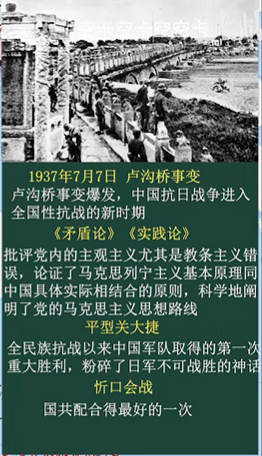 1937年7月7日 卢沟桥事变
卢沟桥事变爆发，中国抗日战争进入
全国性抗战的新时期
《矛盾论》《实践论》
批评党内的主观主义尤其是教条主义错
误，论证了马克思列宁主义基本原理同
中国具体实际相结合的原则，科学地阐
明了党的马克思主义思想路线
平型关大捷
全民族抗战以来中国军队取得的第一次
重大胜利，粉碎了日军不可战胜的神话
忻口会战
国共配合得最好的一次